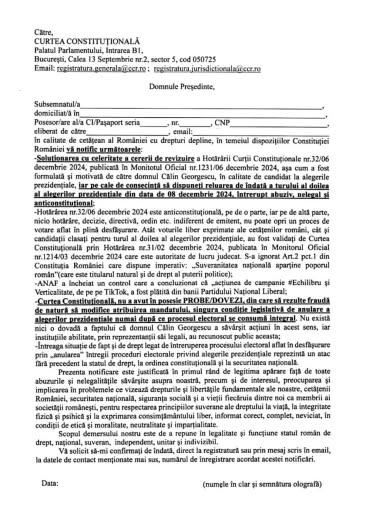 Către,
CURTEA CONSTITUȚIONALĂ
Palatul Parlamentului, Intrarea B1,
București, Calea 13 Septembrie nr.2, sector 5, cod 050725
Email: registratura.generala@ccr.ro ; registratura.jurisdictionala@ccr.ro
Domnule Președinte,
Subsemnatul/a
domiciliat/ă în
Posesor/are al/a CI/Pașaport seria , nr. , CNP
eliberat de către , email:
în calitate de cetățean al României cu drepturi depline, în temeiul dispozițiilor Constituției
României vă notific următoarele:
-Soluționarea cu celeritate a cererii de revizuire a Hotărârii Curții Constituționale nr.32/06
decembrie 2024, publicată în Monitorul Oficial nr.1231/06 decembrie 2024, așa cum a fost
formulată și motivată de către domnul Călin Georgescu, în calitate de candidat la alegerile
prezidențiale, iar pe cale de consecință să dispuneți reluarea de îndată a turului al doilea
al alegerilor prezidențiale din data de 08 decembrie 2024, întrerupt abuziv, nelegal și
anticonstituțional;
-Hotărârea nr.32/06 decembrie 2024 este anticonstituțională, pe de o parte, iar pe de altă parte,
nicio hotărâre, decizie, directivă, ordin etc. indiferent de emitent, nu poate opri un proces de
votare aflat în plină desfășurare. Atât voturile liber exprimate ale cetățenilor români, cât și
candidații clasați pentru turul al doilea al alegerilor prezidențiale, au fost validați de Curtea
Constituțională prin Hotărârea nr.31/02 decembrie 2024, publicată în Monitorul Oficial
nr.1214/03 decembrie 2024 care este autoritate de lucru judecat. S-a ignorat Art.2 pct.1 din
Constituția României care dispune imperativ: „Suveranitatea națională aparține poporul
român"(care este titularul natural și de drept al puterii politice);
-ANAF a încheiat un control care a concluzionat că „acțiunea de campanie #Echilibru și
Verticalitate, de pe TikTok, a fost plătită din banii Partidului Național Liberal;
-Curtea Constituțională, nu a avut în posesie PROBE/DOVEZI, din care să rezulte fraudă
de natură să modifice atribuirea mandatului, singura condiție legislativă de anulare a
alegerilor prezidențiale numai după ce procesul electoral se consumă integral. Nu există
nici o dovadă a faptului că domnul Călin Georgescu a săvârșit acțiuni în acest sens, iar
instituțiile abilitate, prin reprezentanții săi legali, au recunoscut public aceasta;
-Întreaga situație de fapt și de drept legat de întreruperea procesului electoral aflat în desfășurare
prin „anularea" întregii proceduri electorale privind alegerile prezidențiale reprezintă un atac
fără precedent la statul de drept, la ordinea constituțională și la securitatea națională.
Prezenta notificare este justificată în primul rând de legitima apărare față de toate
abuzurile și nelegalitățile săvârșite asupra noastră, precum și de interesul, preocuparea și
implicarea în problemele ce vizează drepturile și libertățile fundamentale ale noastre, cetățenii
României, securitatea națională, siguranța socială și a vieții fiecăruia dintre noi ca membrii ai
societății românești, pentru respectarea principiilor suverane ale dreptului la viață, la integritate
fizică și psihică și la exprimarea consimțământului liber, informat corect, complet, neviciat, în
condiții de etică și moralitate, neutralitate și imparțialitate.
Scopul demersului nostru este de a repune în legalitate și funcțiune statul român de
drept, național, suveran, independent, unitar și indivizibil.
Vă solicit să-mi confirmați de îndată, direct la registratură sau prin mesaj scris în email,
la datele de contact menționate mai sus, numărul de înregistrare acordat acestei notificări.
Data:
(numele în clar și semnătura olografă)